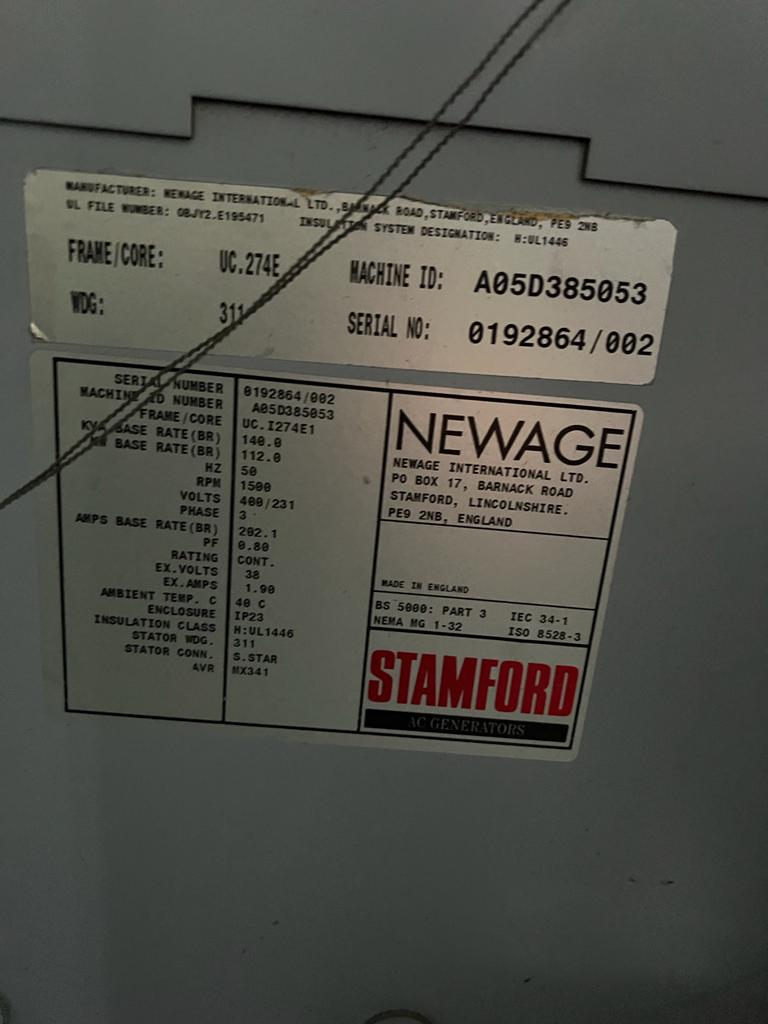 MANUFACTURER: NEWAGE INTERNATIONAL LTD., BARNACK ROAD, STAMFORD, ENGLAND, PE9 2NB
UL FILE NUMBER: OBJY2.E195471 INSULATION SYSTEM DESIGNATION: H:UL1446
FRAME/CORE: UC.274E MACHINE ID: A05D385053
WDG: 311 SERIAL NO: 0192864/002
SERIAL NUMBER 0192864/002
MACHINE ID NUMBER A05D385053
FRAME/CORE UC.I274E1
KVA BASE RATE(BR) 140.0
KW BASE RATE(BR) 112.0
HZ 50
RPM 1500
VOLTS 400/231
PHASE 3
AMPS BASE RATE(BR) 202.1
PF 0.80
RATING CONT.
EX.VOLTS 38
EX.AMPS 1.90
AMBIENT TEMP. C 40 C
ENCLOSURE IP23
INSULATION CLASS H:UL1446
STATOR WDG. 311
STATOR CONN. S.STAR
AVR MX341
NEWAGE
NEWAGE INTERNATIONAL LTD.
PO BOX 17, BARNACK ROAD
STAMFORD, LINCOLNSHIRE.
PE9 2NB, ENGLAND
MADE IN ENGLAND
BS 5000: PART 3 IEC 34-1
NEMA MG 1-32 ISO 8528-3
STAMFORD
AC GENERATORS